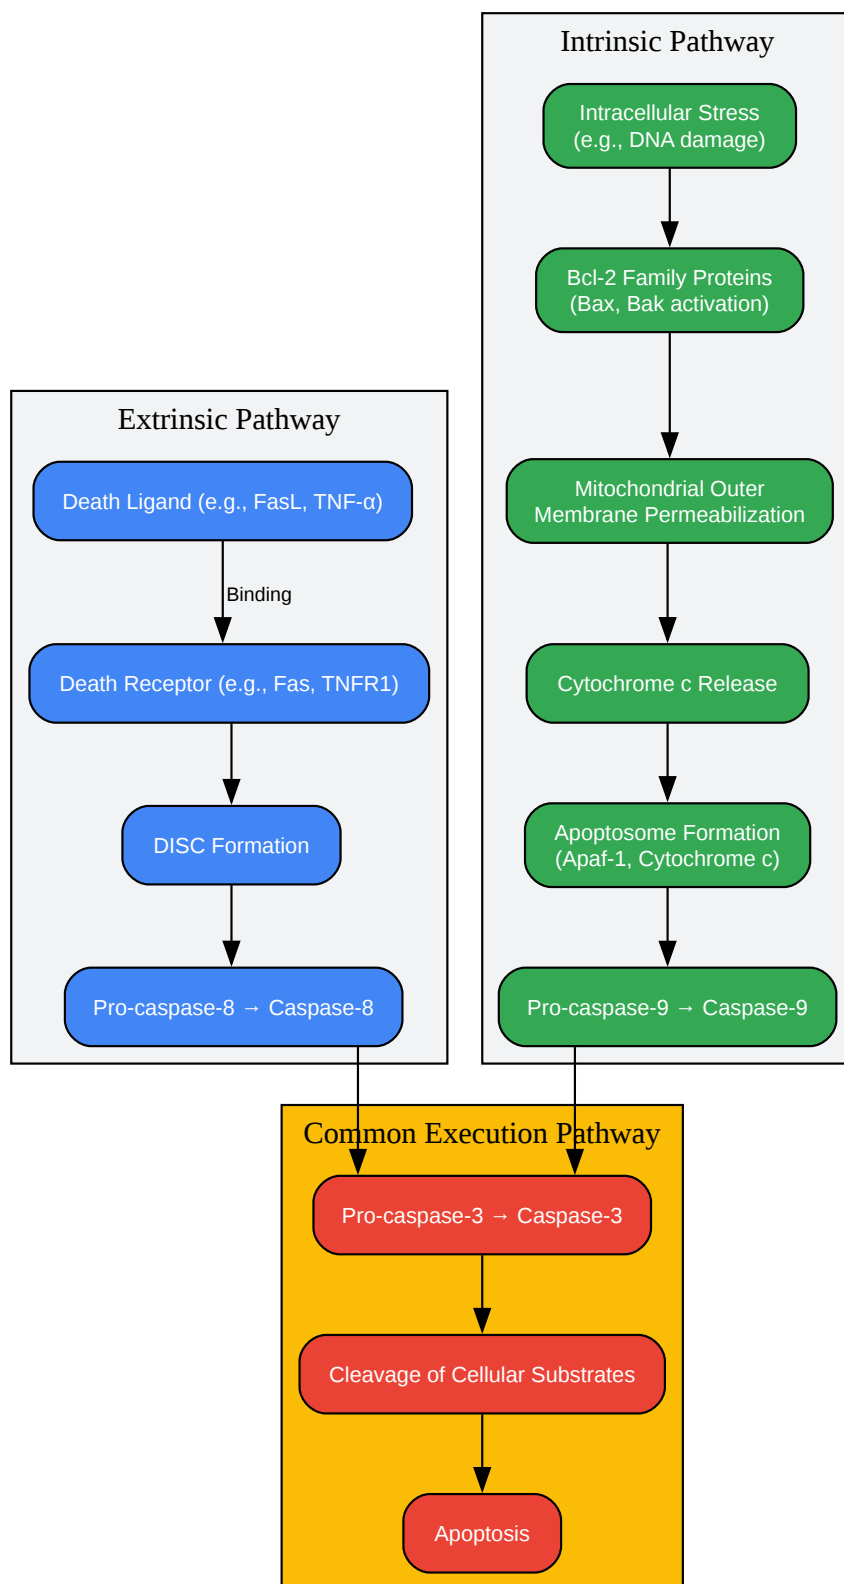 Intrinsic Pathway
Intracellular Stress
(e.g., DNA damage)
Bcl-2 Family Proteins
(Bax, Bak activation)
Mitochondrial Outer
Membrane Permeabilization
Cytochrome c Release
Apoptosome Formation
(Apaf-1, Cytochrome c)
Pro-caspase-9 → Caspase-9
Extrinsic Pathway
Death Ligand (e.g., FasL, TNF-α)
Binding
Death Receptor (e.g., Fas, TNFR1)
DISC Formation
Pro-caspase-8 → Caspase-8
Common Execution Pathway
Pro-caspase-3 → Caspase-3
Cleavage of Cellular Substrates
Apoptosis